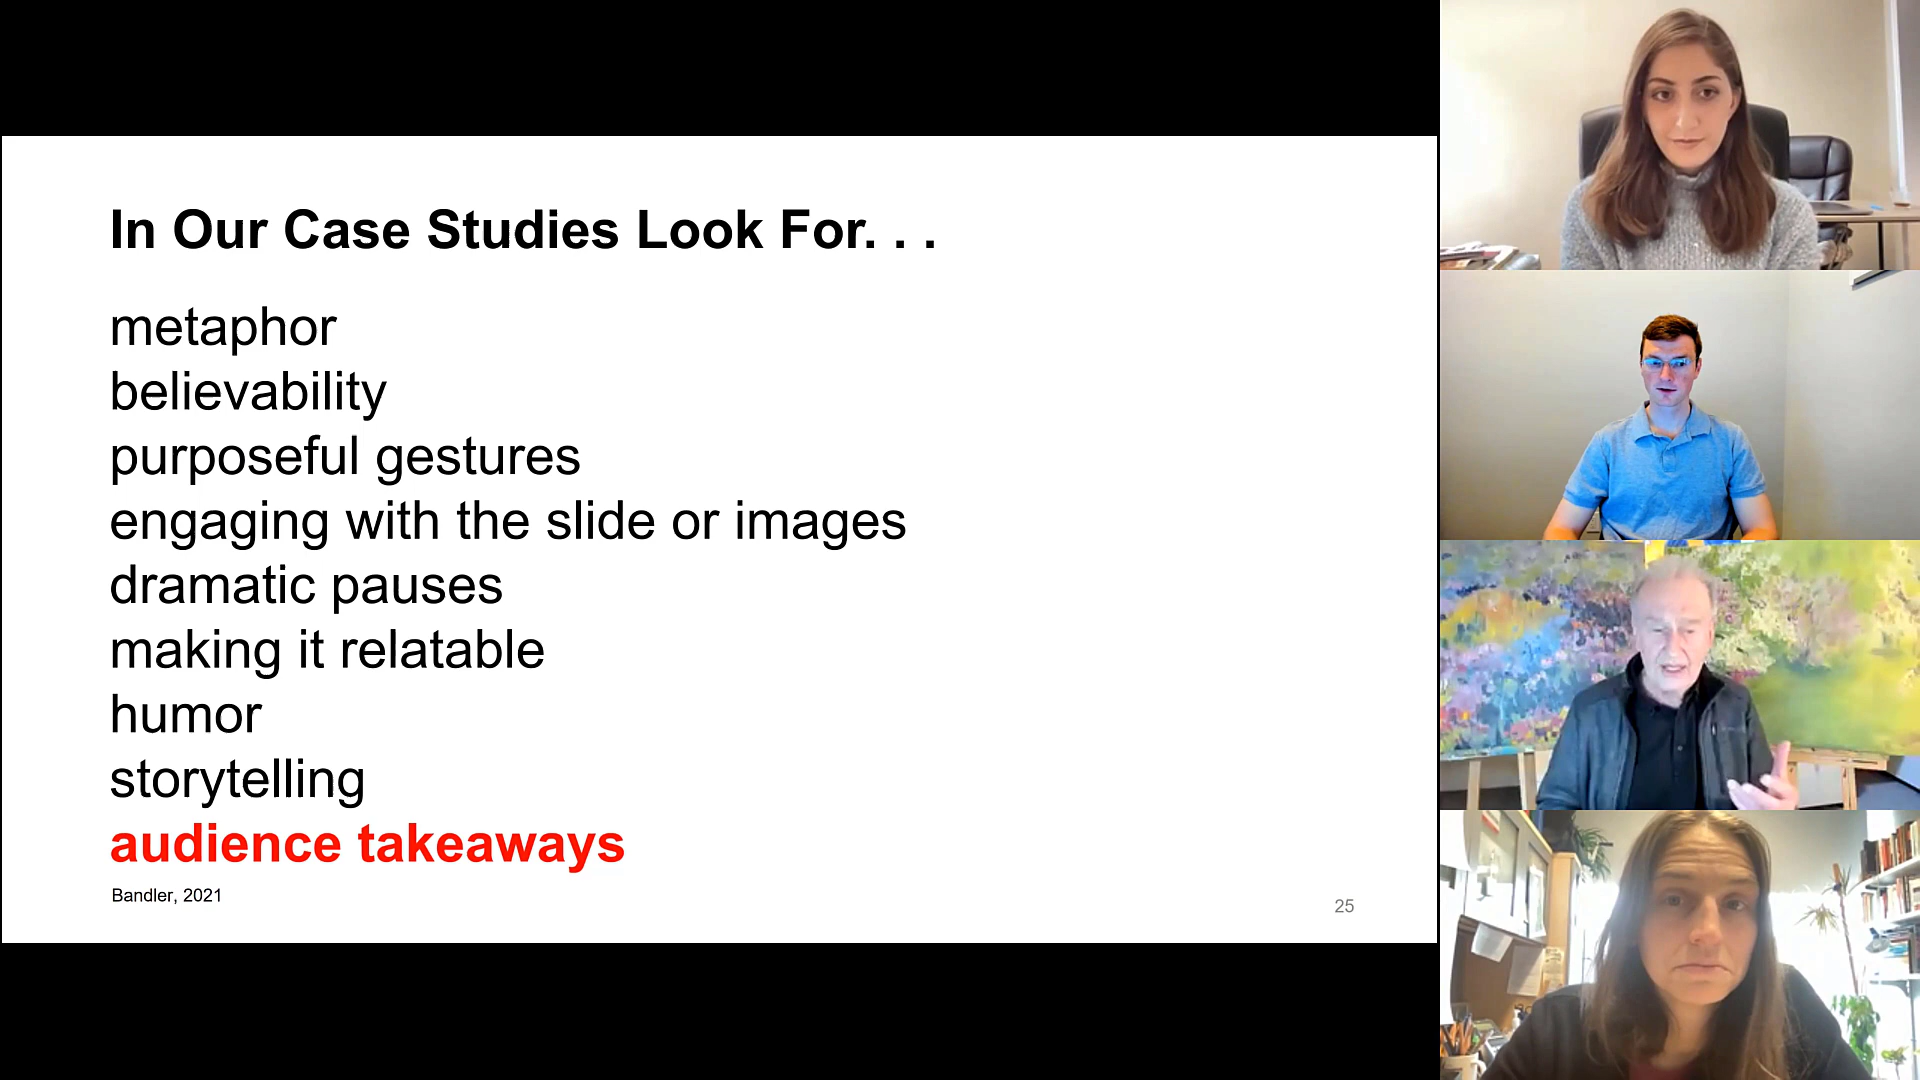 In Our Case Studies Look For. . .
metaphor
believability
purposeful gestures
engaging with the slide or images
dramatic pauses
making it relatable
humor
storytelling
audience takeaways
Bandler, 2021
25